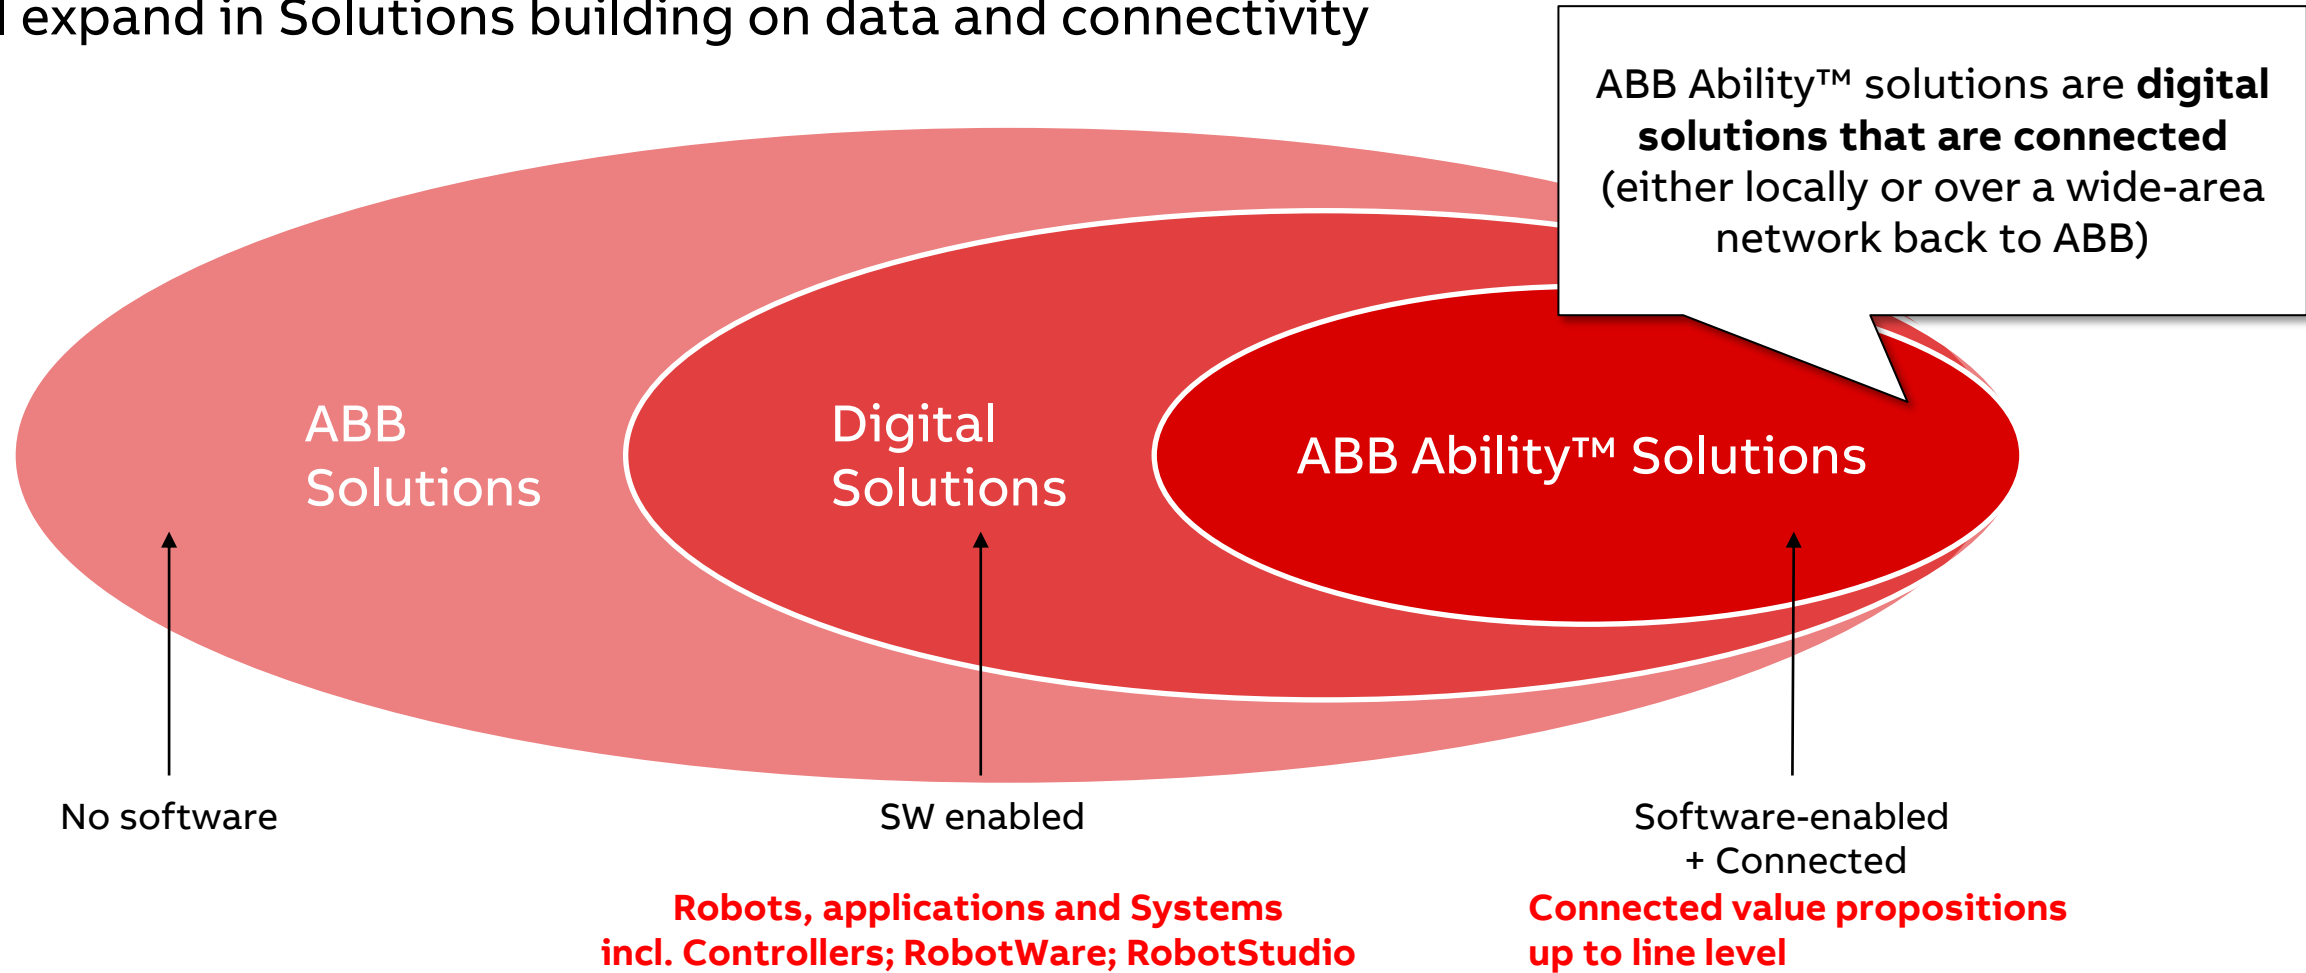 expand in Solutions building on data and connectivity
ABB Ability™ solutions are digital
solutions that are connected
(either locally or over a wide-area
network back to ABB)
ABB
Solutions
Digital
Solutions
ABB Ability™ Solutions
No software
SW enabled
Software-enabled
+ Connected
Robots, applications and Systems
incl. Controllers; RobotWare; RobotStudio
Connected value propositions
up to line level